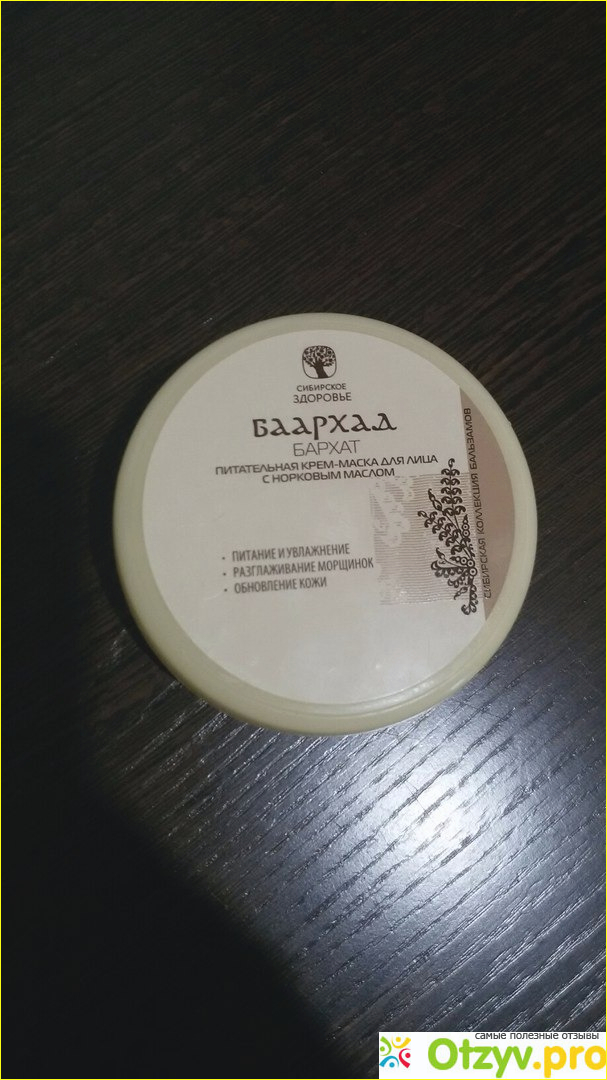 СИБИРСКОЕ
ЗДОРОВЬЕ
БААРХАД
БАРХАТ
ПИТАТЕЛЬНАЯ КРЕМ-МАСКА ДЛЯ ЛИЦА
С НОРКОВЫМ МАСЛОМ
• ПИТАНИЕ И УВЛАЖНЕНИЕ
• РАЗГЛАЖИВАНИЕ МОРЩИНОК
• ОБНОВЛЕНИЕ КОЖИ
СИБИРСКАЯ КОЛЛЕКЦИЯ БАЛЬЗАМОВ
самые полезные отзывы
Otzyv.pro